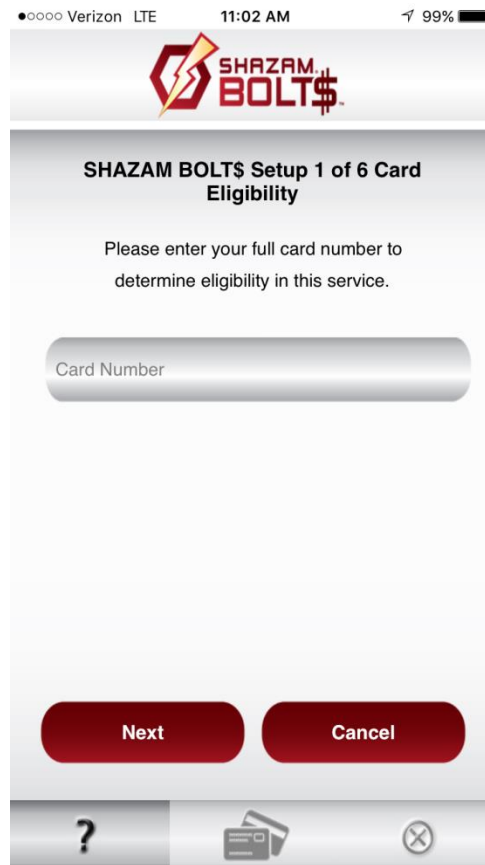 ●○○○○ Verizon LTE 11:02 AM 99%
SHAZAM®
BOLT$™
SHAZAM BOLT$ Setup 1 of 6 Card
Eligibility
Please enter your full card number to
determine eligibility in this service.
Card Number
Next Cancel
?